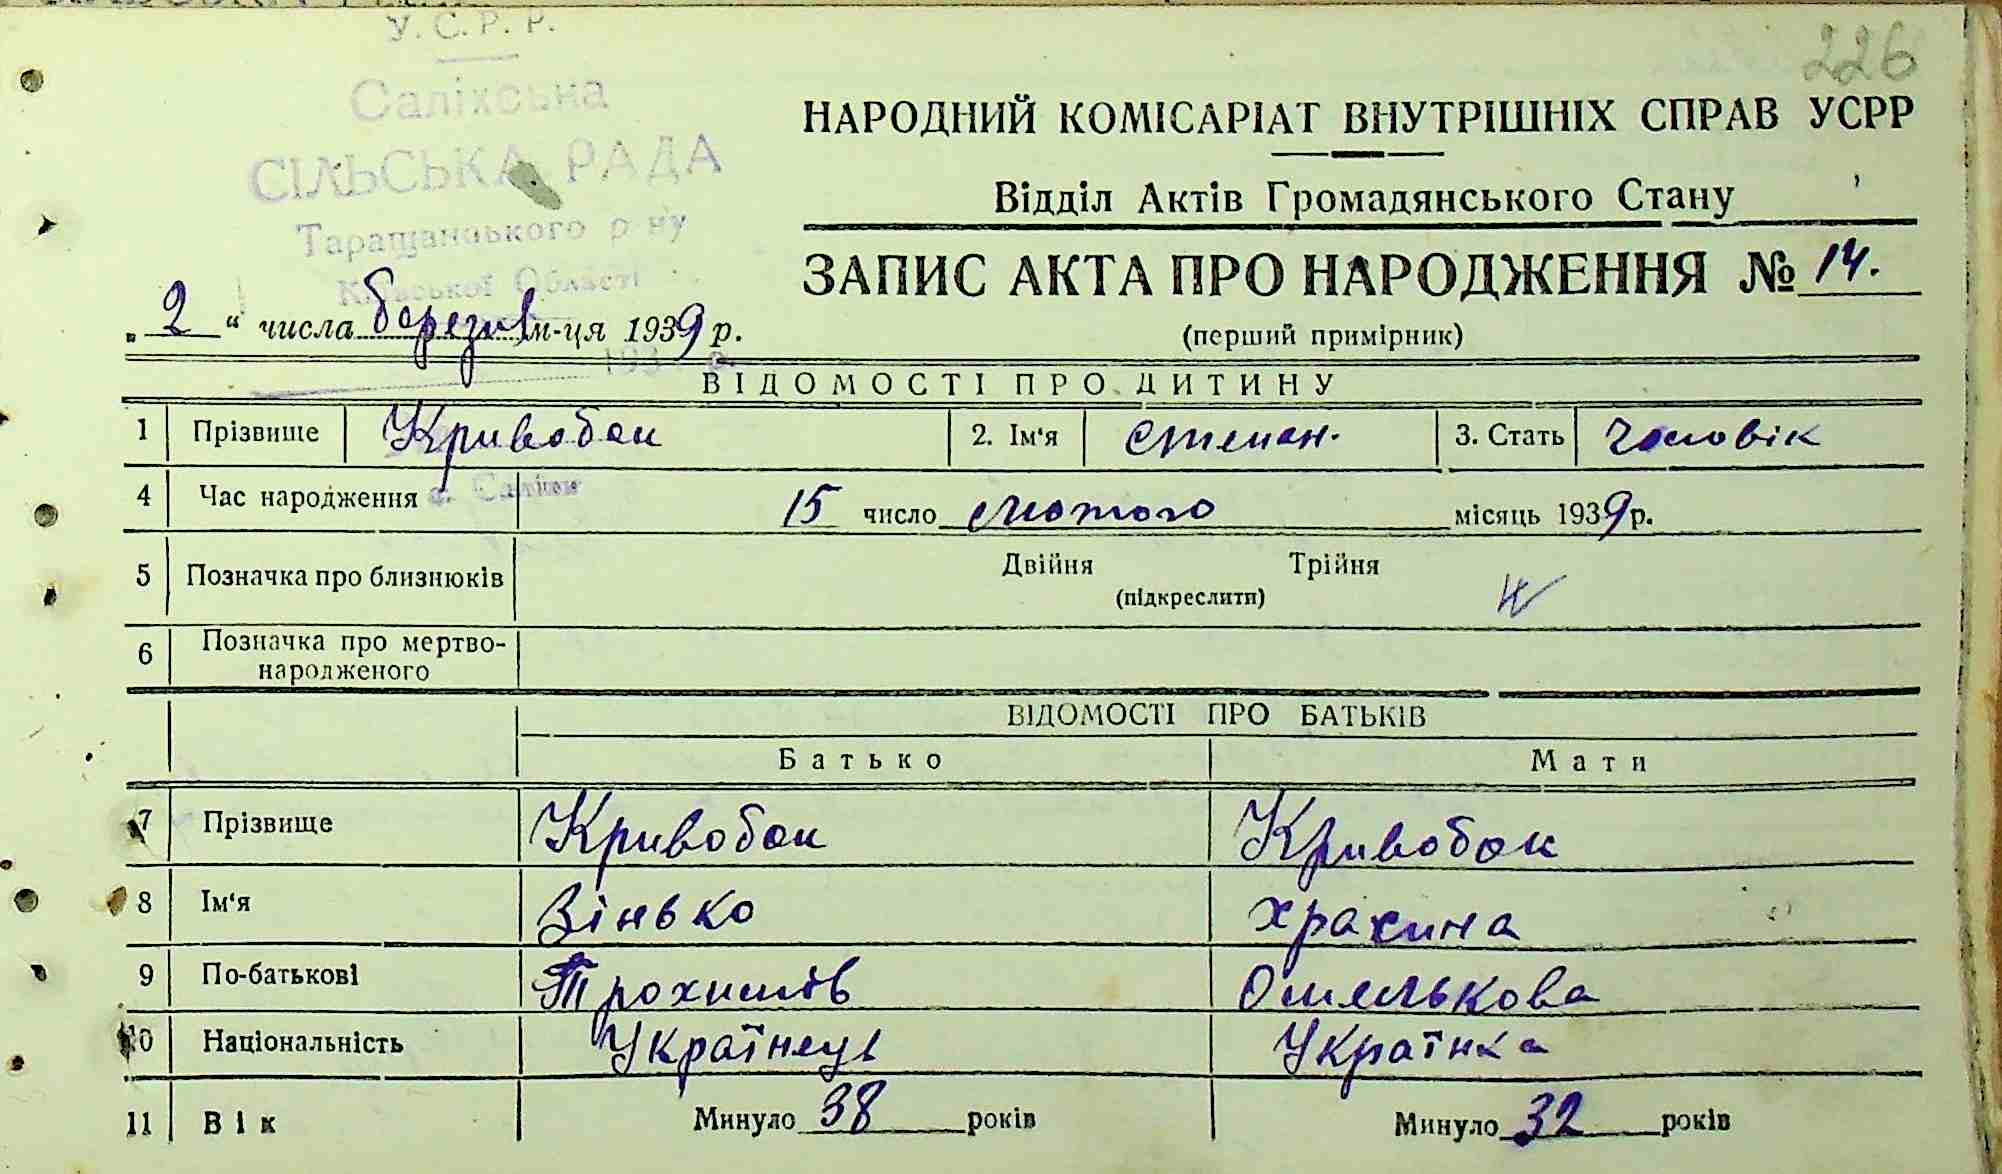 У. С. Р. Р.
226
Саліхська
СІЛЬСЬКА РАДА
Таращанського р-ну
Київської Області
НАРОДНИЙ КОМІСАРІАТ ВНУТРІШНІХ СПРАВ УСРР
Відділ Актів Громадянського Стану
ЗАПИС АКТА ПРО НАРОДЖЕННЯ № 14.
(перший примірник)
„ 2 “ числа березня м-ця 1939 р.
ВІДОМОСТІ ПРО ДИТИНУ
1 Прізвище Кривобок 2. Ім'я Степан. 3. Стать Чоловік
4 Час народження 15 число Лютого місяць 1939 р.
5 Позначка про близнюків Двійня Трійня
(підкреслити)
6 Позначка про мертво-
народженого
ВІДОМОСТІ ПРО БАТЬКІВ
Батько Мати
7 Прізвище Кривобок Кривобок
8 Ім‘я Зінько Храсина
9 По-батькові Трохимів Омелькова
10 Національність Українець Українка
11 Вік Минуло 38 років Минуло 32 років